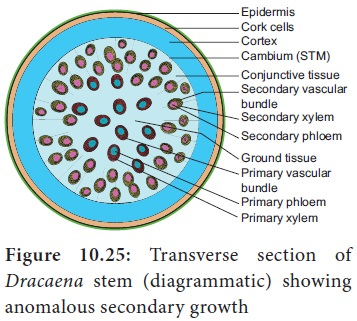 Epidermis
Cork cells
Cortex
Cambium (STM)
Conjunctive tissue
Secondary vascular
bundle
Secondary xylem
Secondary phloem
Ground tissue
Primary vascular
bundle
Primary phloem
Primary xylem
Figure 10.25: Transverse section of
Dracaena stem (diagrammatic) showing
anomalous secondary growth